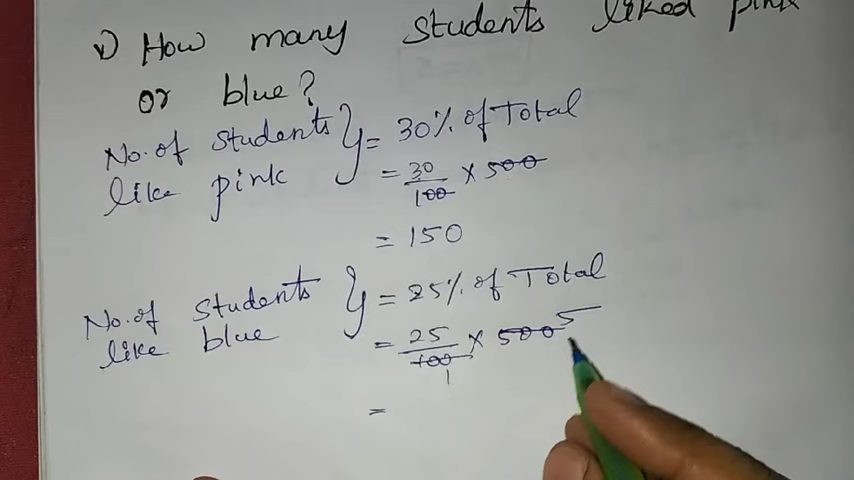 v) How many students liked pink
or blue?
No. of students } = 30% of Total
like pink = 30/100 × 500
= 150
No. of students } = 25% of Total
like blue = 25/100 × 500 5
1
=